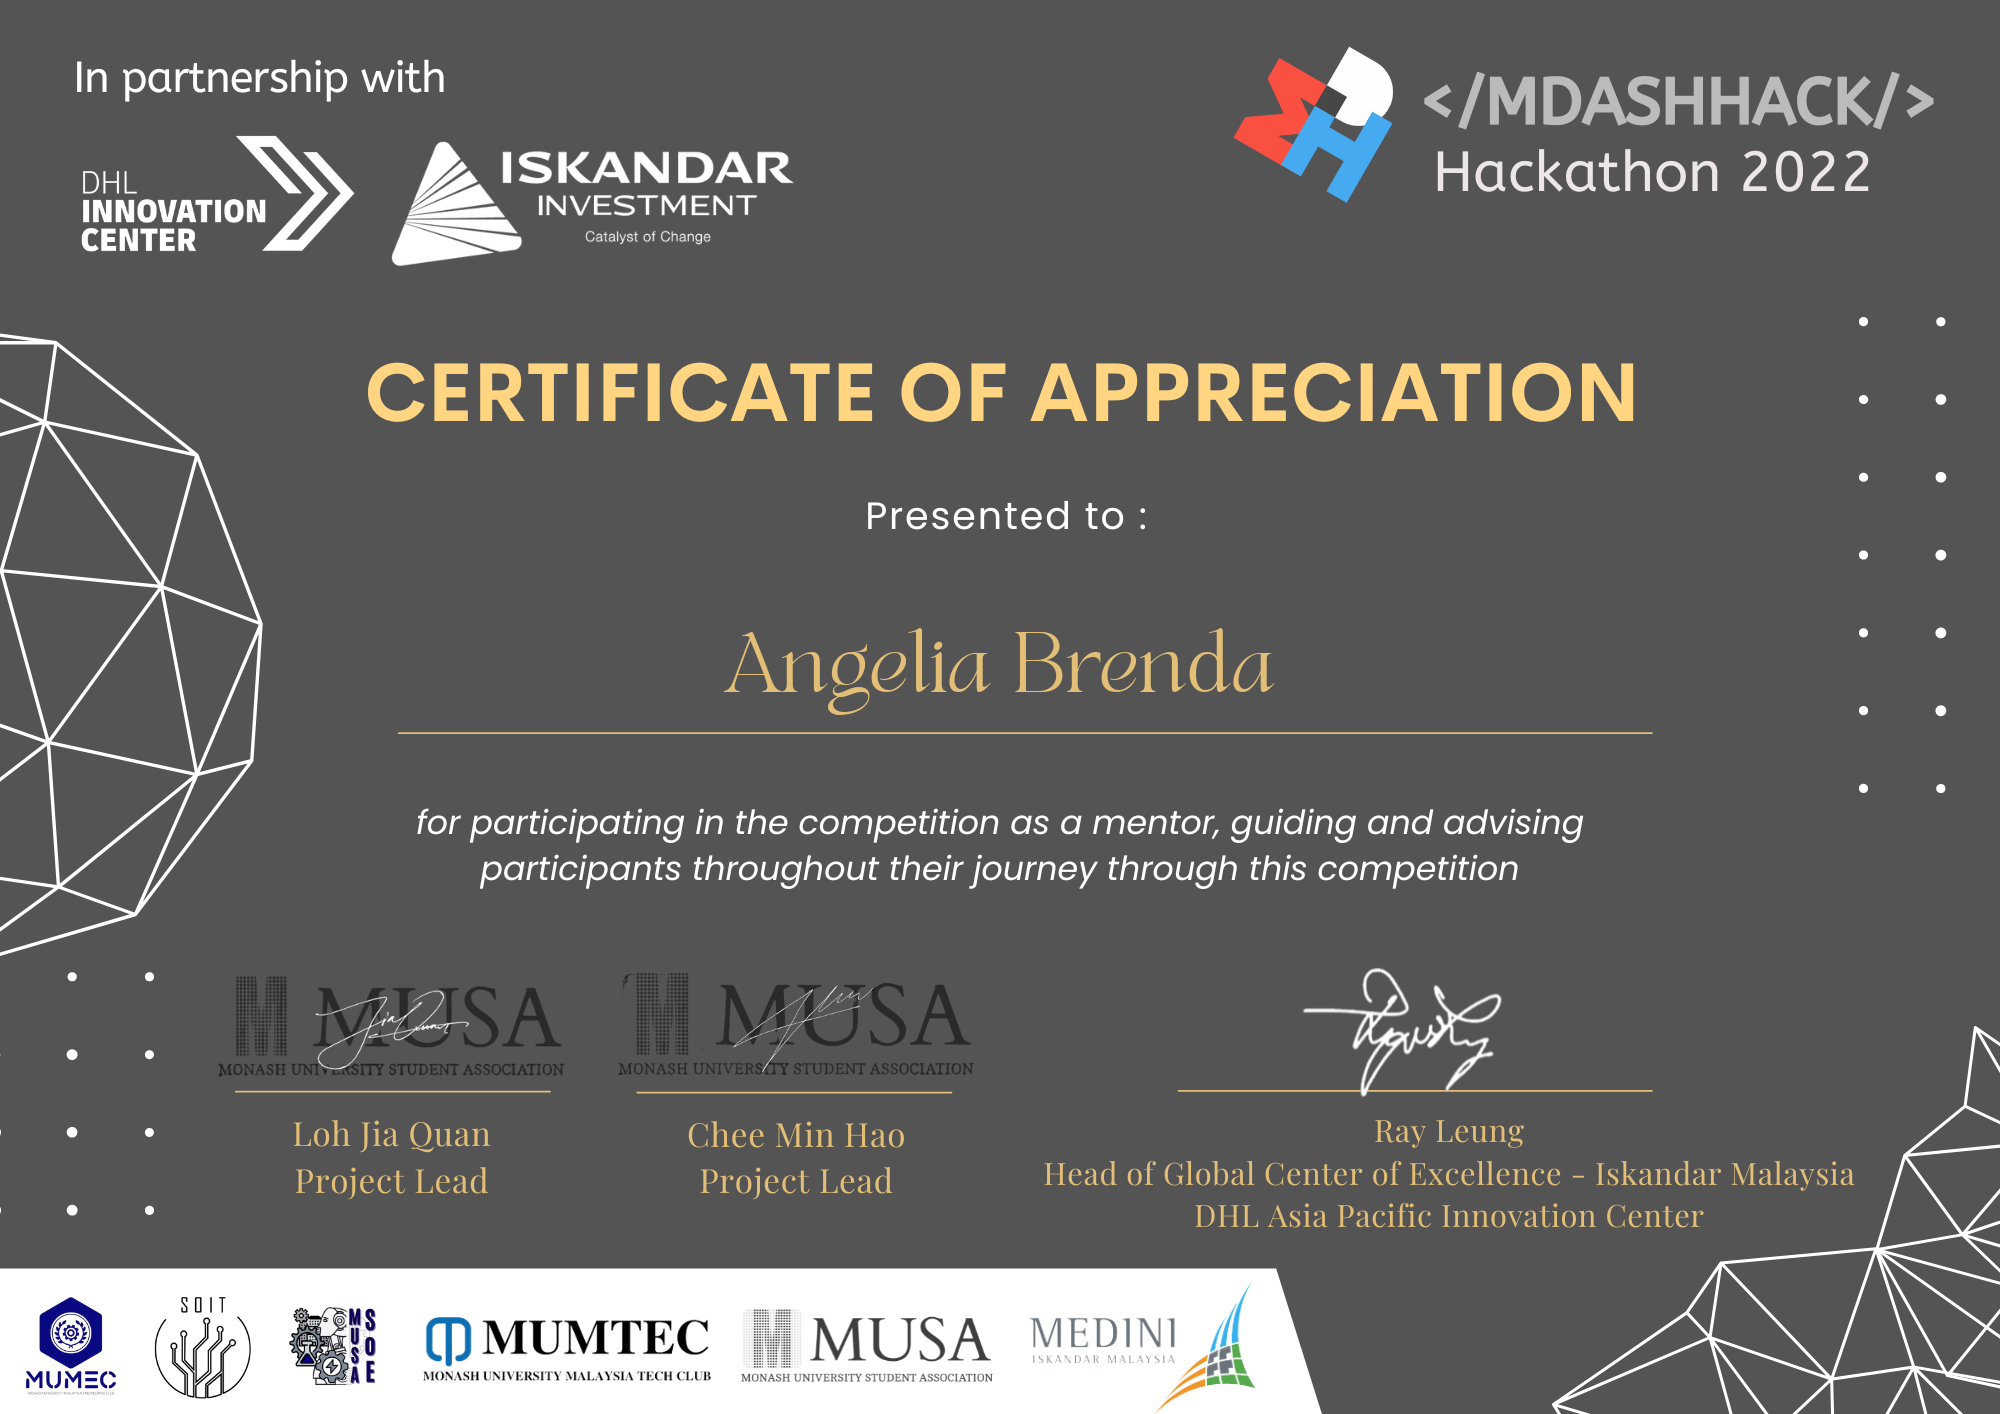 In partnership with
DHL
INNOVATION
CENTER
ISKANDAR
INVESTMENT
Catalyst of Change
</MDASHHACK/>
Hackathon 2022
CERTIFICATE OF APPRECIATION
Presented to :
Angelia Brenda
for participating in the competition as a mentor, guiding and advising
participants throughout their journey through this competition
MUSA
MONASH UNIVERSITY STUDENT ASSOCIATION
Loh Jia Quan
Project Lead
MUSA
MONASH UNIVERSITY STUDENT ASSOCIATION
Chee Min Hao
Project Lead
Ray Leung
Head of Global Center of Excellence - Iskandar Malaysia
DHL Asia Pacific Innovation Center
MUMEC
SOIT
MUSA
SOE
MUMTEC
MONASH UNIVERSITY MALAYSIA TECH CLUB
MUSA
MONASH UNIVERSITY STUDENT ASSOCIATION
MEDINI
ISKANDAR MALAYSIA